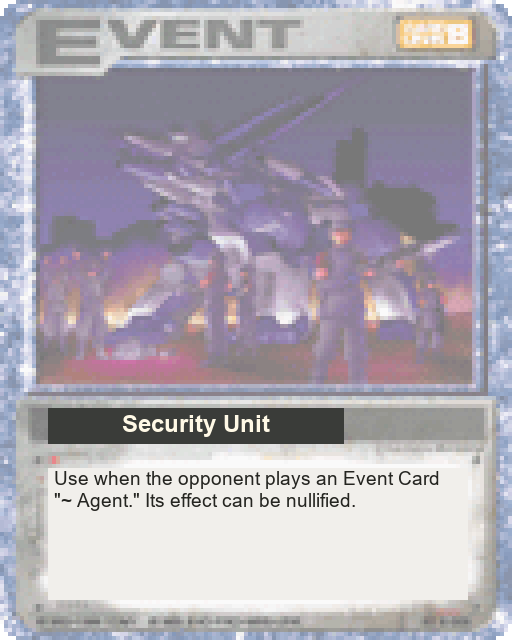 EVENT
B
Security Unit
Use when the opponent plays an Event Card
"~ Agent." Its effect can be nullified.